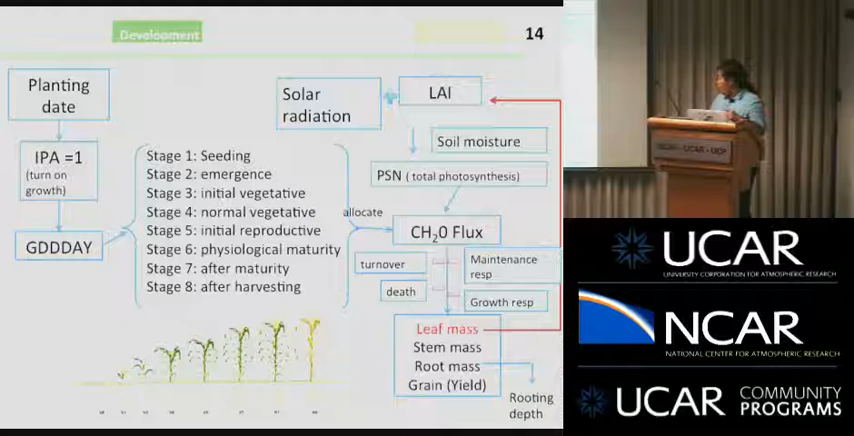 Development
14
Planting
date
IPA =1
(turn on
growth)
GDDDAY
Stage 1: Seeding
Stage 2: emergence
Stage 3: initial vegetative
Stage 4: normal vegetative
Stage 5: initial reproductive
Stage 6: physiological maturity
Stage 7: after maturity
Stage 8: after harvesting
allocate
Solar
radiation
LAI
Soil moisture
PSN ( total photosynthesis)
CH20 Flux
turnover
death
Maintenance
resp
Growth resp
Leaf mass
Stem mass
Root mass
Grain (Yield)
Rooting
depth
UCAR
UNIVERSITY CORPORATION FOR ATMOSPHERIC RESEARCH
NCAR
NATIONAL CENTER FOR ATMOSPHERIC RESEARCH
UCAR COMMUNITY
PROGRAMS